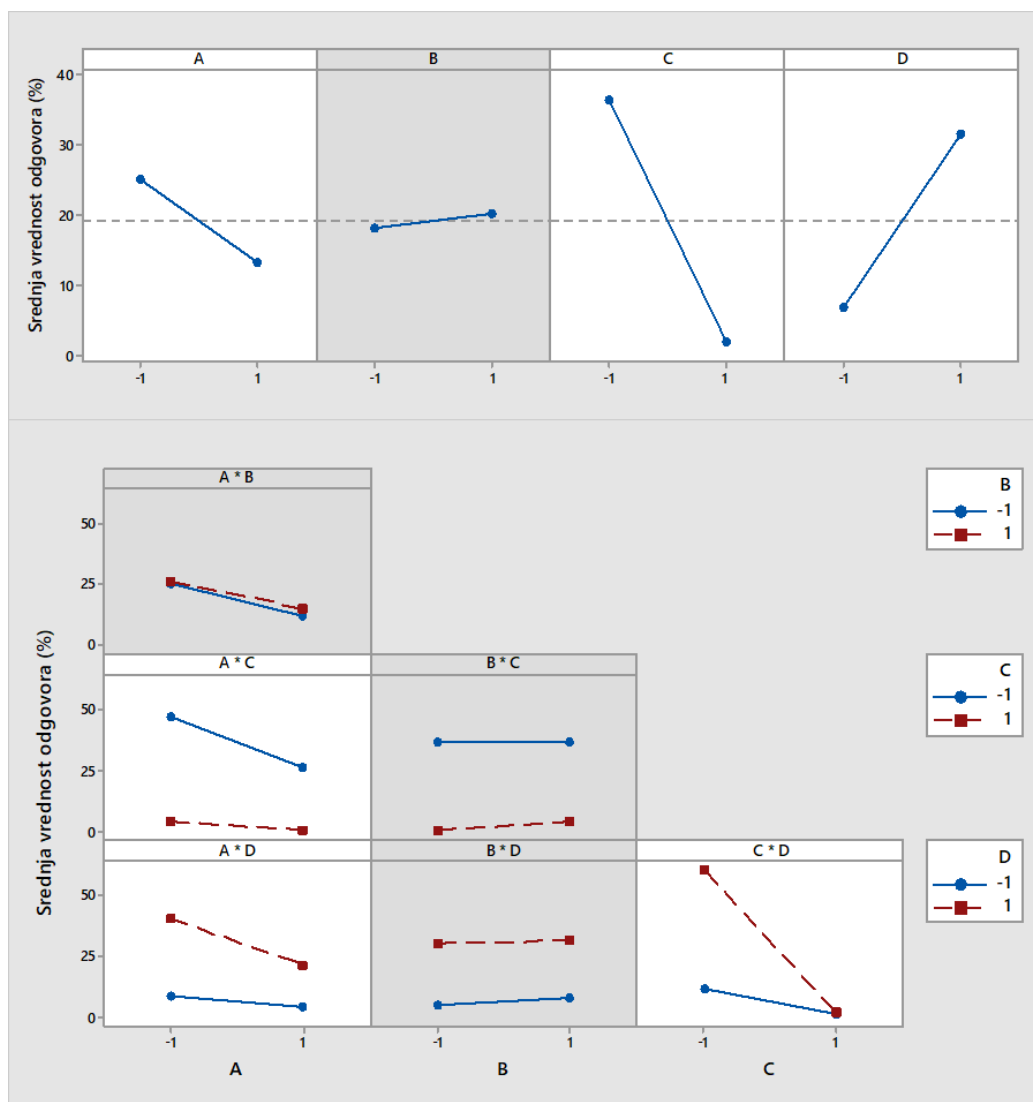 A B C D
Srednja vrednost odgovora (%)
40
30
20
10
0
-1 1 -1 1 -1 1 -1 1
A * B
50
25
0
B
-1
1
Srednja vrednost odgovora (%)
A * C B * C
50
25
0
C
-1
1
A * D B * D C * D
50
25
0
D
-1
1
-1 1 -1 1 -1 1
A B C